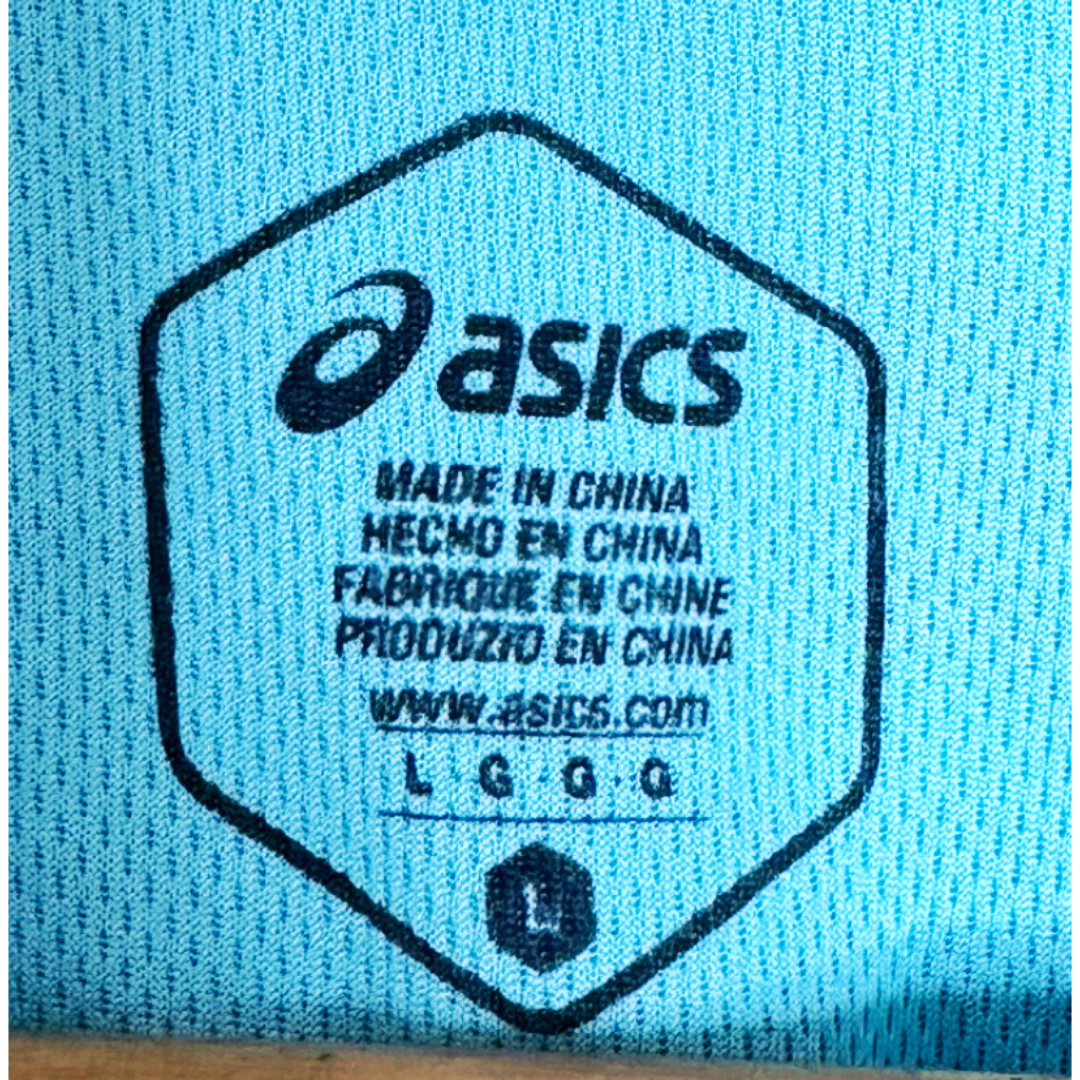 asics
MADE IN CHINA
HECHO EN CHINA
FABRIQUE EN CHINE
PRODUZIO EN CHINA
www.asics.com
L · G · G · G
L